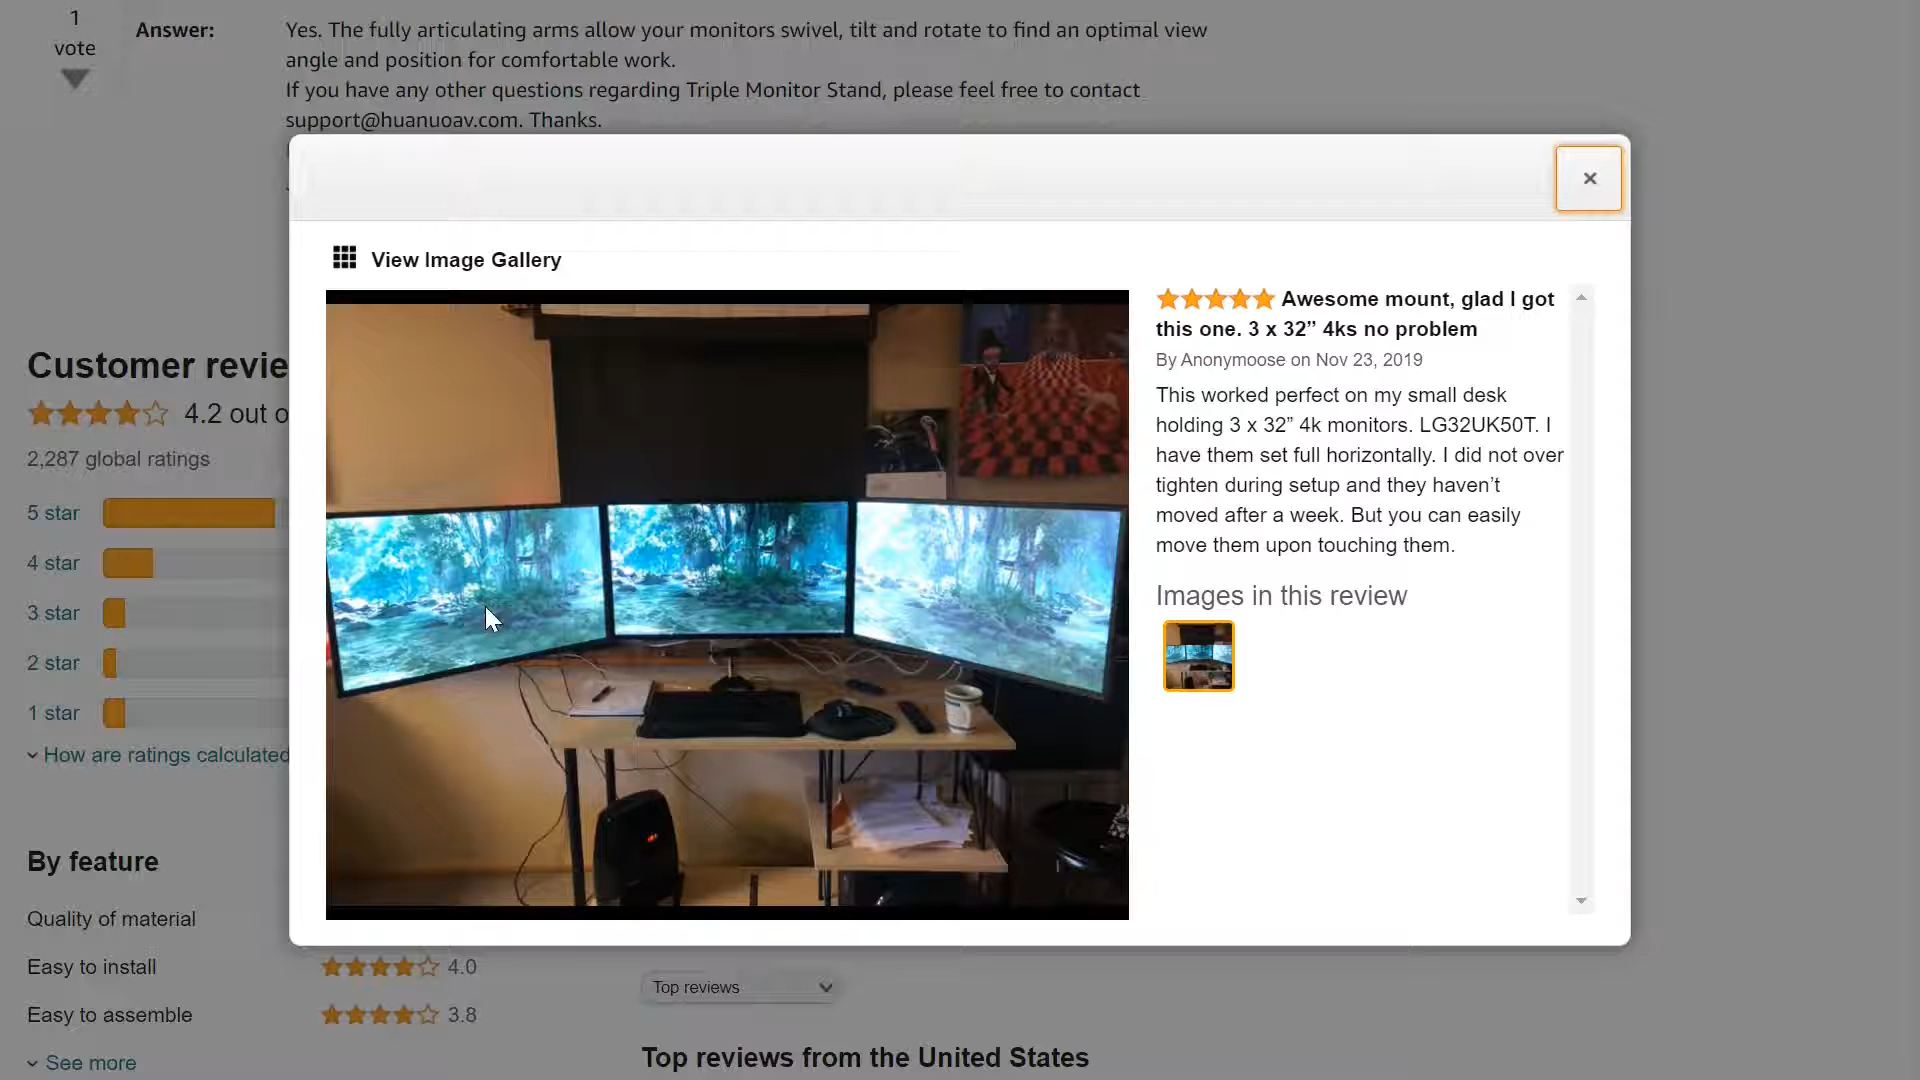 1
vote
Answer:
Yes. The fully articulating arms allow your monitors swivel, tilt and rotate to find an optimal view
angle and position for comfortable work.
If you have any other questions regarding Triple Monitor Stand, please feel free to contact
support@huanuoav.com. Thanks.
View Image Gallery
Awesome mount, glad I got
this one. 3 x 32” 4ks no problem
By Anonymoose on Nov 23, 2019
This worked perfect on my small desk
holding 3 x 32” 4k monitors. LG32UK50T. I
have them set full horizontally. I did not over
tighten during setup and they haven’t
moved after a week. But you can easily
move them upon touching them.
Images in this review
Customer revie
4.2 out o
2,287 global ratings
5 star
4 star
3 star
2 star
1 star
How are ratings calculated
By feature
Quality of material
Easy to install
4.0
Easy to assemble
3.8
See more
Top reviews
Top reviews from the United States